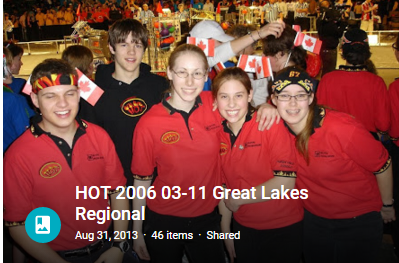 HOT 2006 03-11 Great Lakes
Regional
Aug 31, 2013 · 46 items · Shared